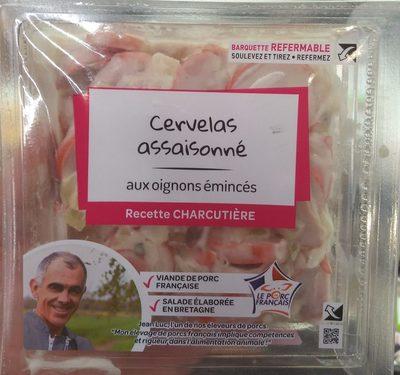 BARQUETTE REFERMABLE
SOULEVEZ ET TIREZ • REFERMEZ
Cervelas
assaisonné
aux oignons émincés
Recette CHARCUTIÈRE
VIANDE DE PORC
FRANÇAISE
SALADE ÉLABORÉE
EN BRETAGNE
LE PORC
FRANÇAIS
Jean Luc, l'un de nos éleveurs de porcs:
"Mon élevage de porcs français implique compétences
et rigueur dans l'alimentation animale."